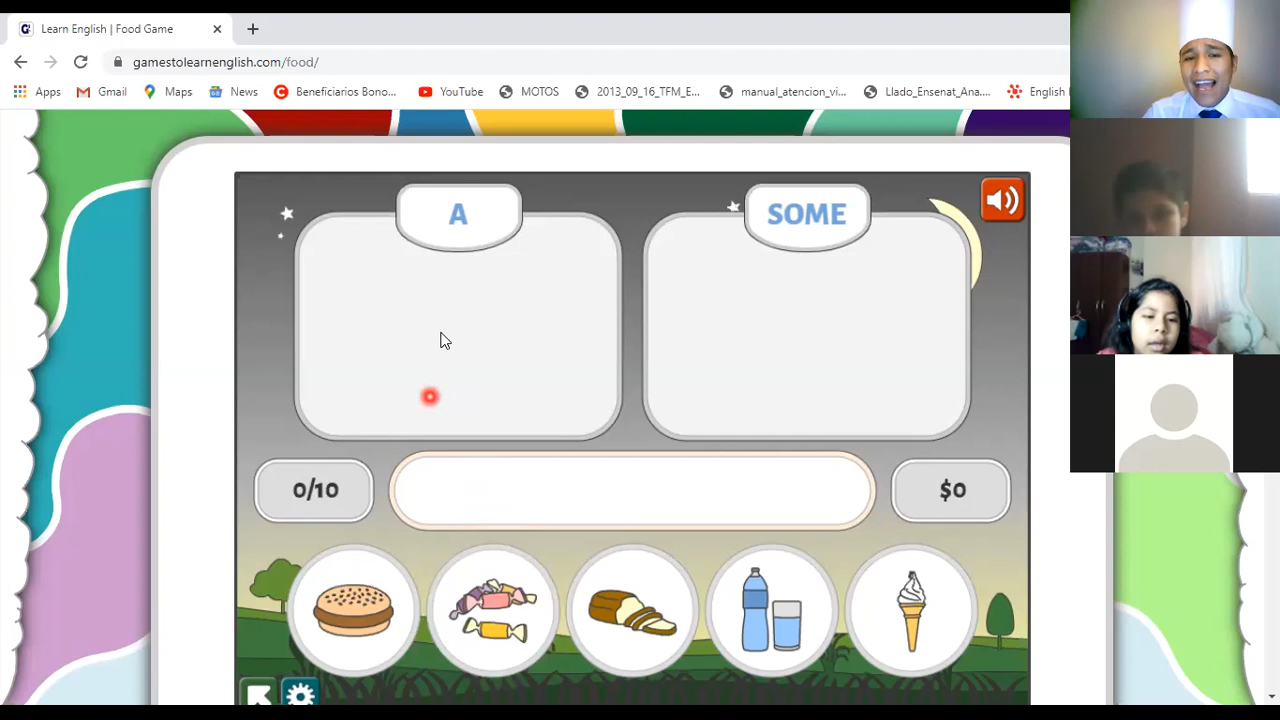 Learn English | Food Game
gamestolearnenglish.com/food/
Apps Gmail Maps News Beneficiarios Bono... YouTube MOTOS 2013_09_16_TFM_E... manual_atencion_vi... Llado_Ensenat_Ana... English
A SOME
0/10 $0